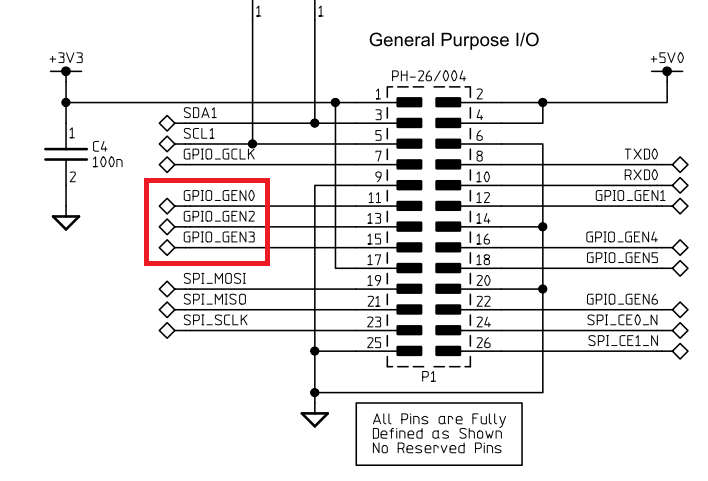 1
1
General Purpose I/O
+3V3
+5V0
PH-26/004
1
2
SDA1
3
4
1
SCL1
5
6
C4
100n
GPIO_GCLK
7
8
TXD0
2
9
10
RXD0
GPIO_GEN0
11
12
GPIO_GEN1
GPIO_GEN2
13
14
GPIO_GEN3
15
16
GPIO_GEN4
17
18
GPIO_GEN5
SPI_MOSI
19
20
SPI_MISO
21
22
GPIO_GEN6
SPI_SCLK
23
24
SPI_CE0_N
25
26
SPI_CE1_N
P1
All Pins are Fully
Defined as Shown
No Reserved Pins